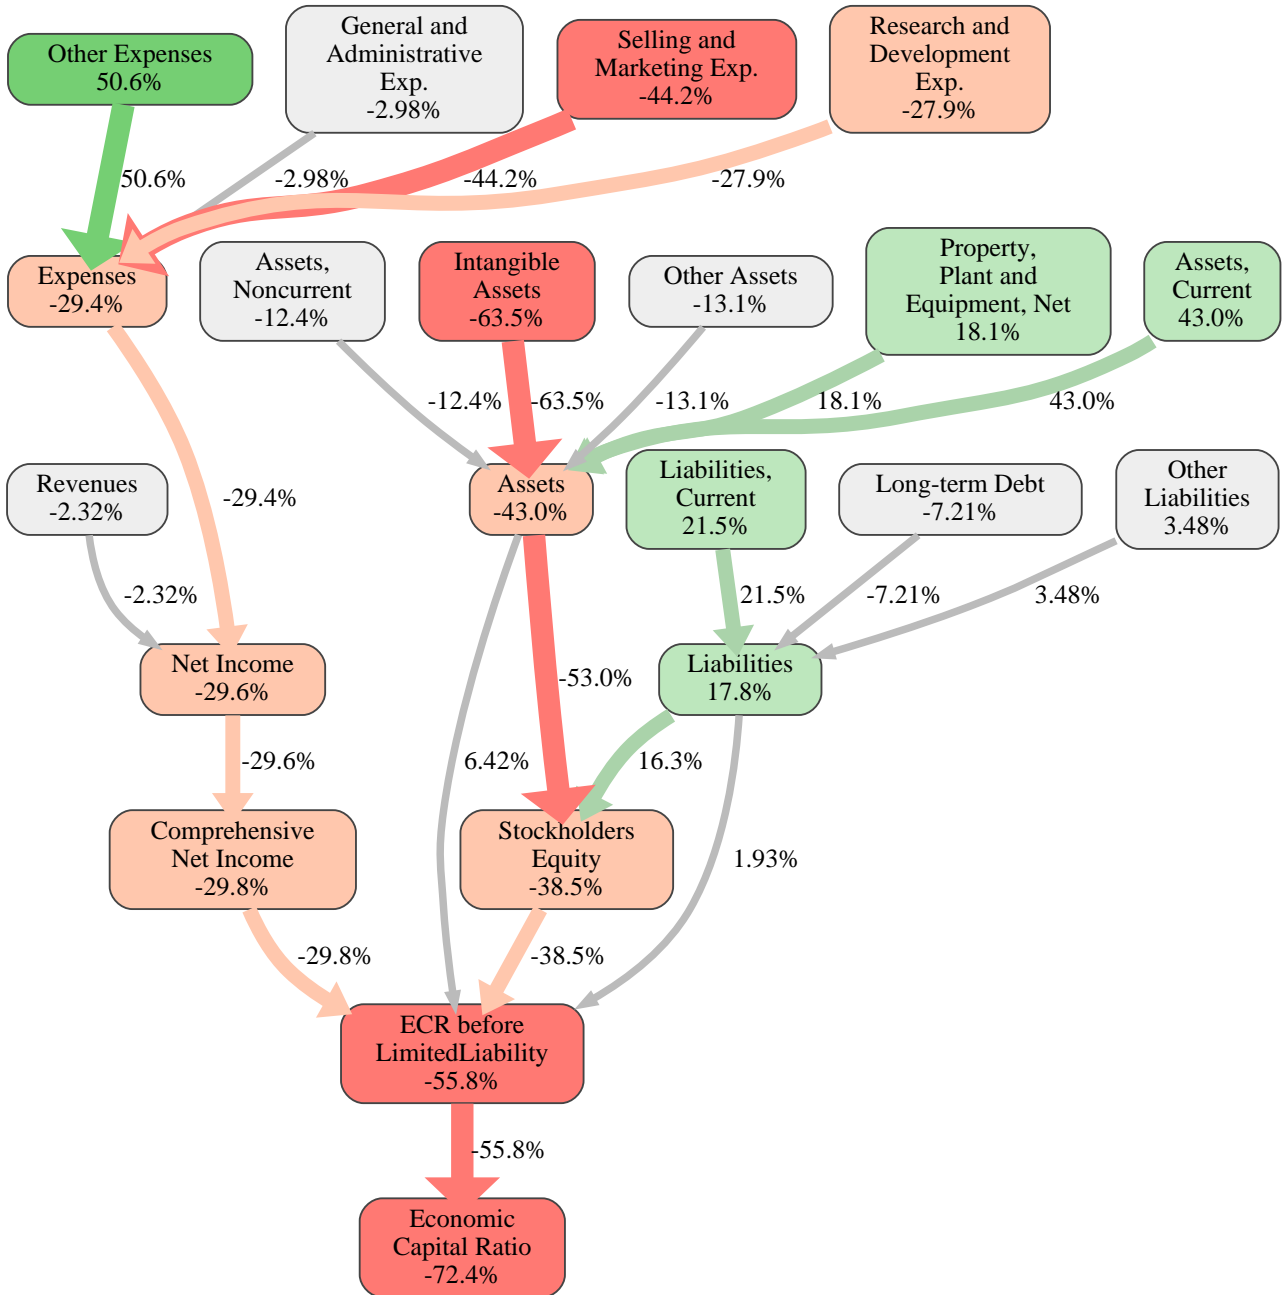 Other Expenses
50.6%
General and
Administrative
Exp.
-2.98%
Selling and
Marketing Exp.
-44.2%
Research and
Development
Exp.
-27.9%
50.6%
-2.98%
-44.2%
-27.9%
Expenses
-29.4%
Assets,
Noncurrent
-12.4%
Intangible
Assets
-63.5%
Other Assets
-13.1%
Property,
Plant and
Equipment, Net
18.1%
Assets,
Current
43.0%
-12.4%
-63.5%
-13.1%
18.1%
43.0%
Revenues
-2.32%
-29.4%
Assets
-43.0%
Liabilities,
Current
21.5%
Long-term Debt
-7.21%
Other
Liabilities
3.48%
-2.32%
21.5%
-7.21%
3.48%
Net Income
-29.6%
-53.0%
Liabilities
17.8%
-29.6%
6.42%
16.3%
Comprehensive
Net Income
-29.8%
Stockholders
Equity
-38.5%
1.93%
-29.8%
-38.5%
ECR before
LimitedLiability
-55.8%
-55.8%
Economic
Capital Ratio
-72.4%